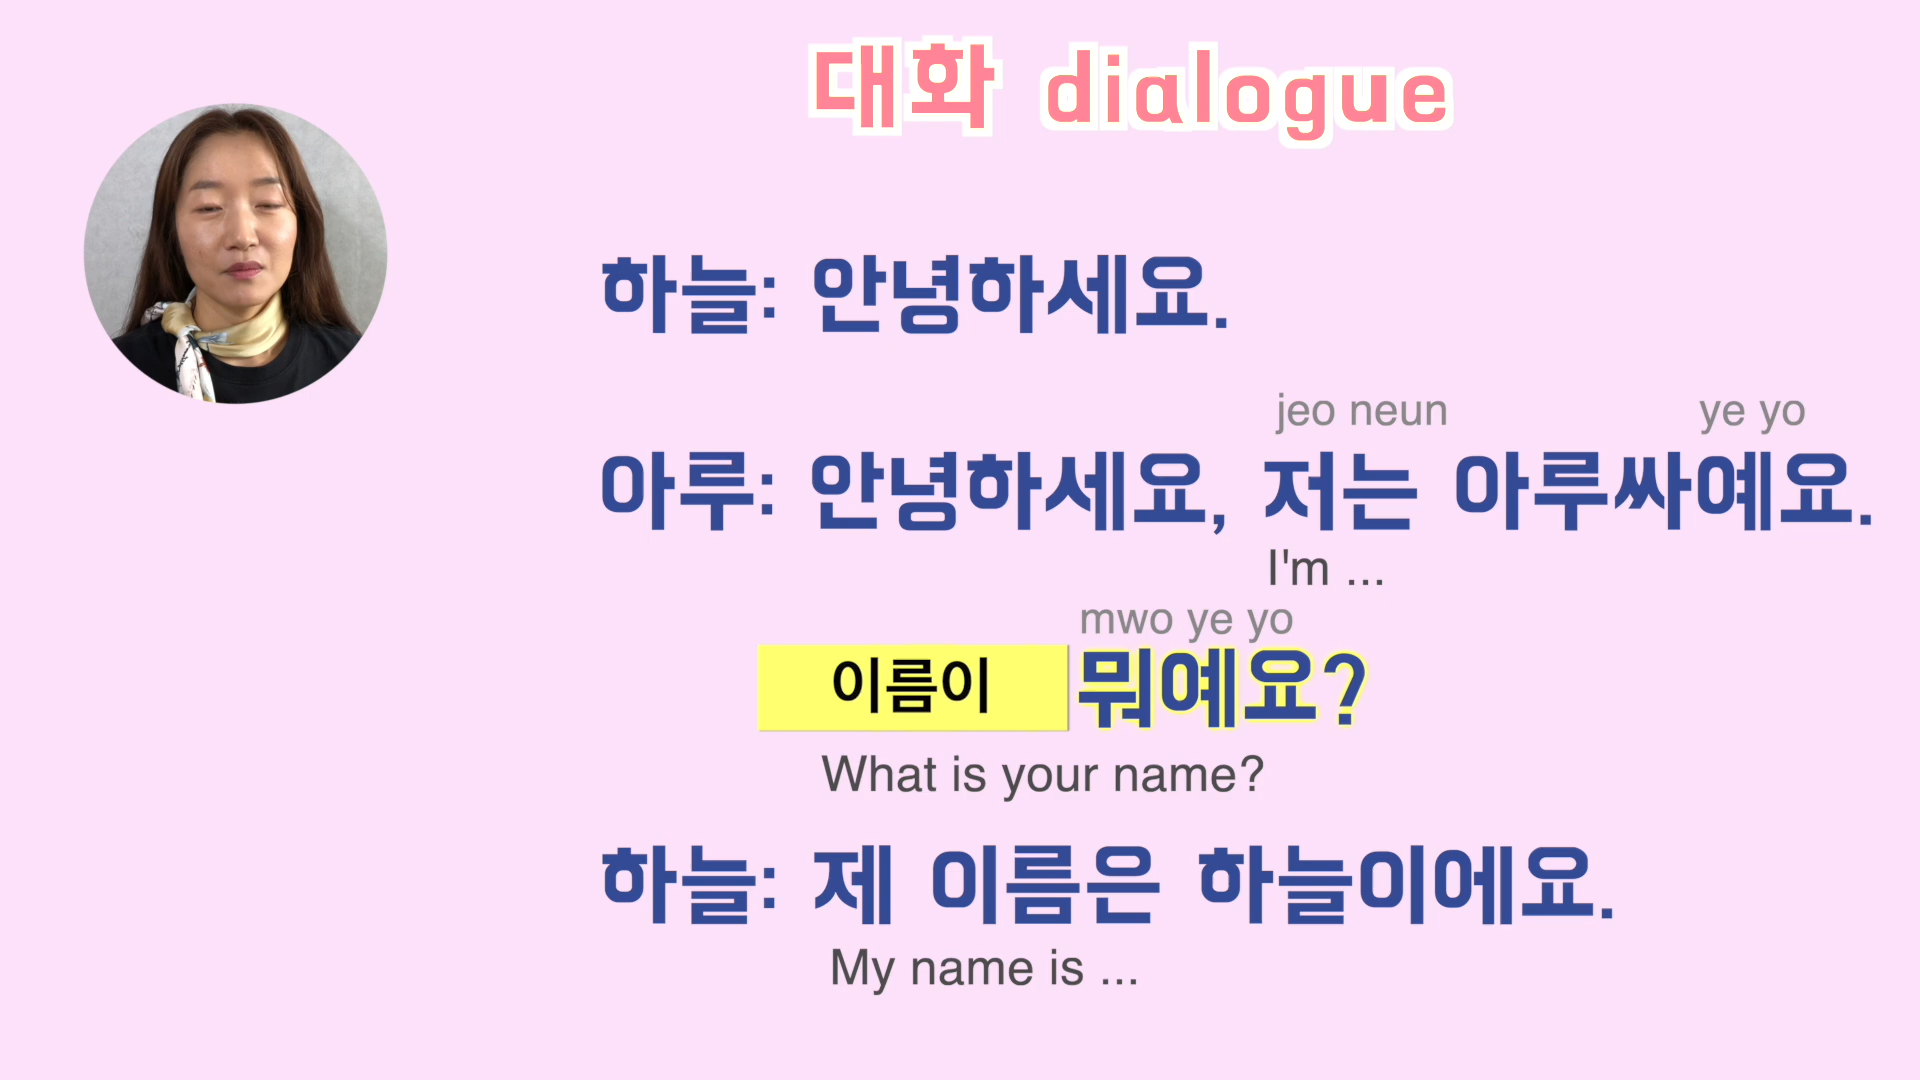 대화 dialogue
하늘: 안녕하세요.
jeo neun ye yo
아루: 안녕하세요, 저는 아루싸예요.
I'm ...
mwo ye yo
이름이 뭐예요?
What is your name?
하늘: 제 이름은 하늘이에요.
My name is ...